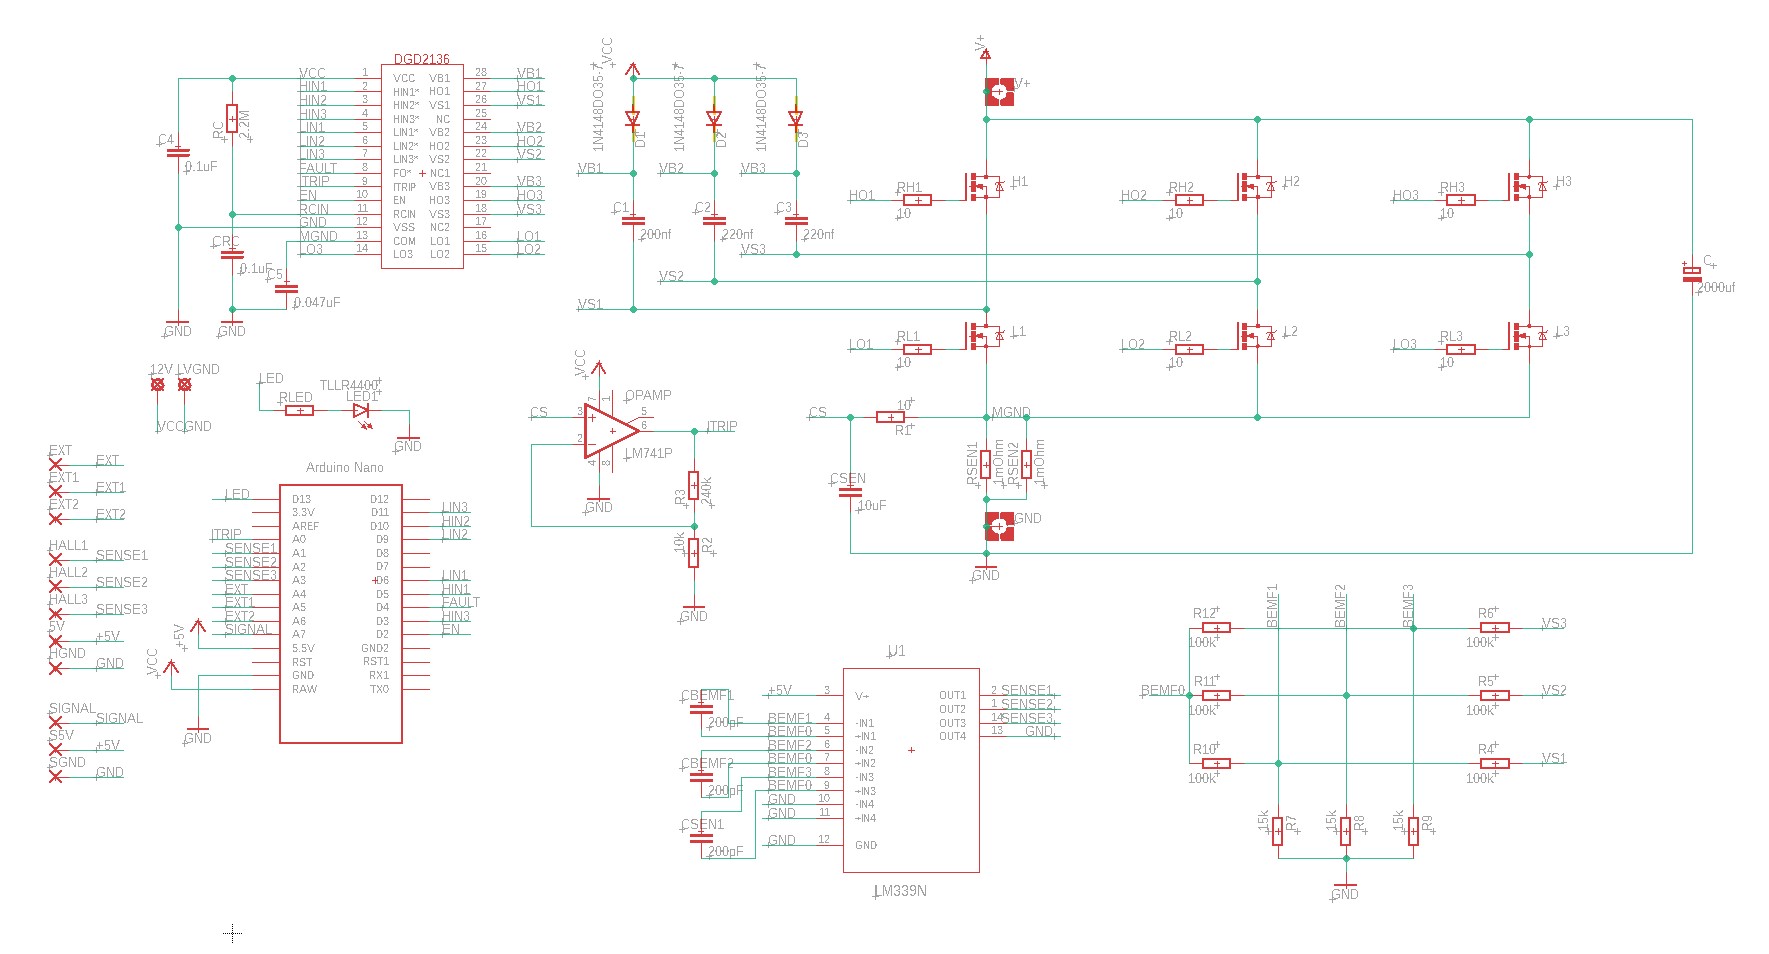 DGD2136
VCC 1 VCC VB1 28 VB1
HIN1 2 HIN1* HO1 27 HO1
HIN2 3 HIN2* VS1 26 VS1
HIN3 4 HIN3* NC 25
LIN1 5 LIN1* VB2 24 VB2
LIN2 6 LIN2* HO2 23 HO2
LIN3 7 LIN3* VS2 22 VS2
FAULT 8 FO* NC1 21
ITRIP 9 ITRIP VB3 20 VB3
EN 10 EN HO3 19 HO3
RCIN 11 RCIN VS3 18 VS3
GND 12 VSS NC2 17
MGND 13 COM LO1 16 LO1
LO3 14 LO3 LO2 15 LO2
RC
2.2M
C4
0.1uF
CRC
0.1uF
C5
0.047uF
GND
GND
VCC
1N4148DO35-7
D1
1N4148DO35-7
D2
1N4148DO35-7
D3
VB1
VB2
VB3
C1
200nf
C2
220nf
C3
220nf
VS3
VS2
VS1
V+
V+
HO1
RH1
10
H1
HO2
RH2
10
H2
HO3
RH3
10
H3
C
2000uf
LO1
RL1
10
L1
LO2
RL2
10
L2
LO3
RL3
10
L3
CS
10
R1
MGND
CSEN
10uF
RSEN1
1mOhm
RSEN2
1mOhm
GND
GND
12V
LVGND
VCC
GND
LED
RLED
TLLR4400
LED1
GND
VCC
OPAMP
CS
3
2
7
1
5
6
4
8
LM741P
GND
ITRIP
R3
240k
10k
R2
GND
EXT
EXT
EXT1
EXT1
EXT2
EXT2
HALL1
SENSE1
HALL2
SENSE2
HALL3
SENSE3
5V
+5V
HGND
GND
SIGNAL
SIGNAL
S5V
+5V
SGND
GND
Arduino Nano
LED D13 D12
3.3V D11 LIN3
AREF D10 HIN2
ITRIP A0 D9 LIN2
SENSE1 A1 D8
SENSE2 A2 D7
SENSE3 A3 D6 LIN1
EXT A4 D5 HIN1
EXT1 A5 D4 FAULT
EXT2 A6 D3 HIN3
SIGNAL A7 D2 EN
5.5V GND2
RST RST1
GND RX1
RAW TX0
+5V
VCC
GND
U1
+5V 3 V+ OUT1 2 SENSE1
OUT2 1 SENSE2
BEMF1 4 -IN1 OUT3 14 SENSE3
BEMF0 5 +IN1 OUT4 13 GND
BEMF2 6 -IN2
BEMF0 7 +IN2
BEMF3 8 -IN3
BEMF0 9 +IN3
GND 10 -IN4
GND 11 +IN4
GND 12 GND
LM339N
CBEMF1
200pF
CBEMF2
200pF
CSEN1
200pF
BEMF1
BEMF2
BEMF3
R12
100k
R6
100k
VS3
BEMF0
R11
100k
R5
100k
VS2
R10
100k
R4
100k
VS1
15k
R7
15k
R8
15k
R9
GND